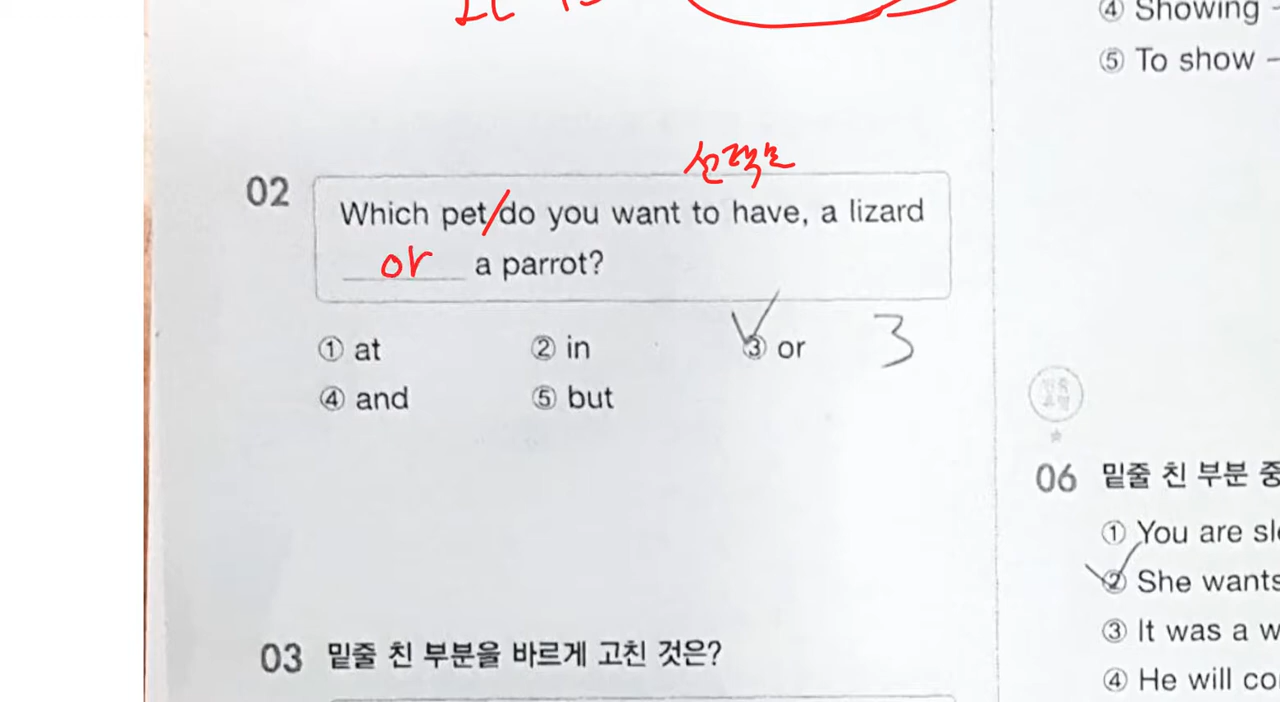 ④ Showing -
⑤ To show -
선택논
02
Which pet/do you want to have, a lizard
or a parrot?
① at ② in ③ or 3
④ and ⑤ but
03 밑줄 친 부분을 바르게 고친 것은?
06 밑줄 친 부분 중
① You are sl
② She wants
③ It was a w
④ He will co